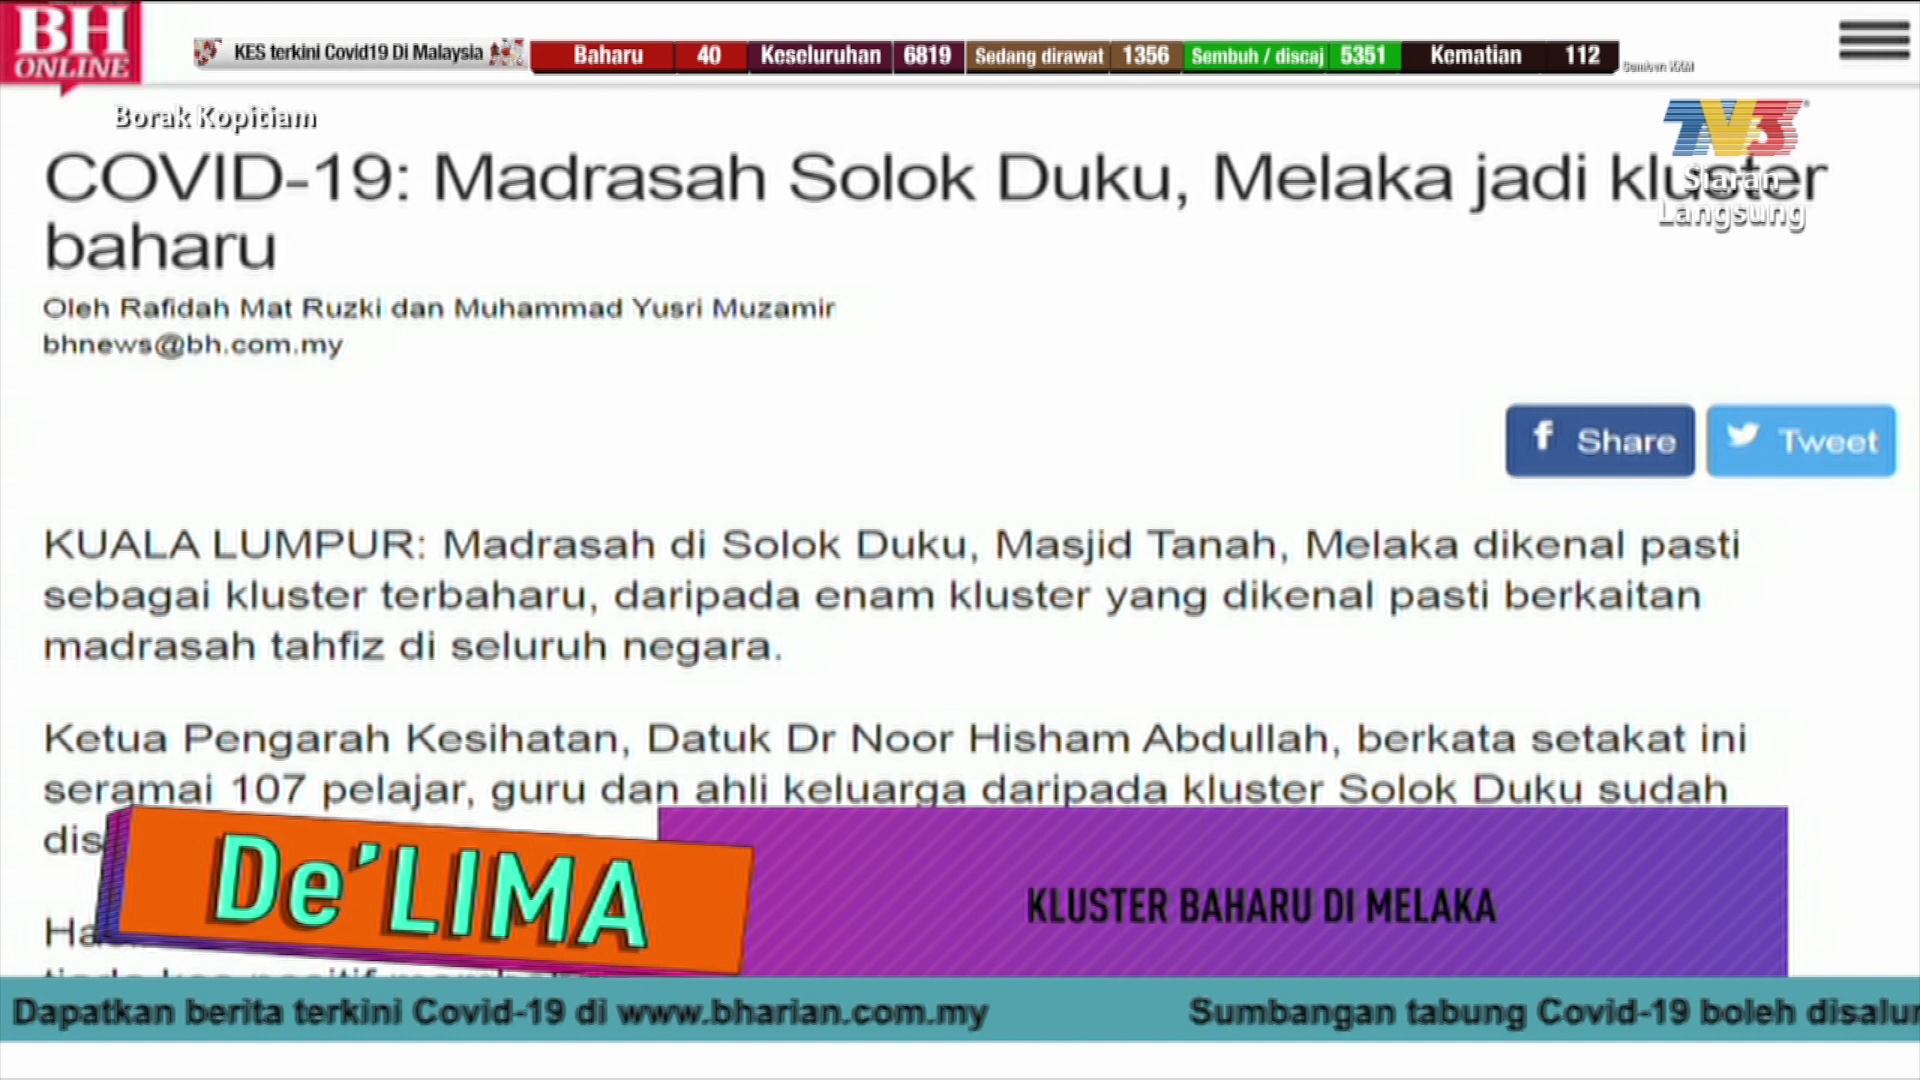 BH
ONLINE
KES terkini Covid19 Di Malaysia Baharu 40 Keseluruhan 6819 Sedang dirawat 1356 Sembuh / discaj 5351 Kematian 112
Sumber: KKM
Borak Kopitiam
TV3
Siaran
Langsung
COVID-19: Madrasah Solok Duku, Melaka jadi kluster
baharu
Oleh Rafidah Mat Ruzki dan Muhammad Yusri Muzamir
bhnews@bh.com.my
f Share Tweet
KUALA LUMPUR: Madrasah di Solok Duku, Masjid Tanah, Melaka dikenal pasti
sebagai kluster terbaharu, daripada enam kluster yang dikenal pasti berkaitan
madrasah tahfiz di seluruh negara.
Ketua Pengarah Kesihatan, Datuk Dr Noor Hisham Abdullah, berkata setakat ini
seramai 107 pelajar, guru dan ahli keluarga daripada kluster Solok Duku sudah
De'LIMA
KLUSTER BAHARU DI MELAKA
Dapatkan berita terkini Covid-19 di www.bharian.com.my Sumbangan tabung Covid-19 boleh disalur